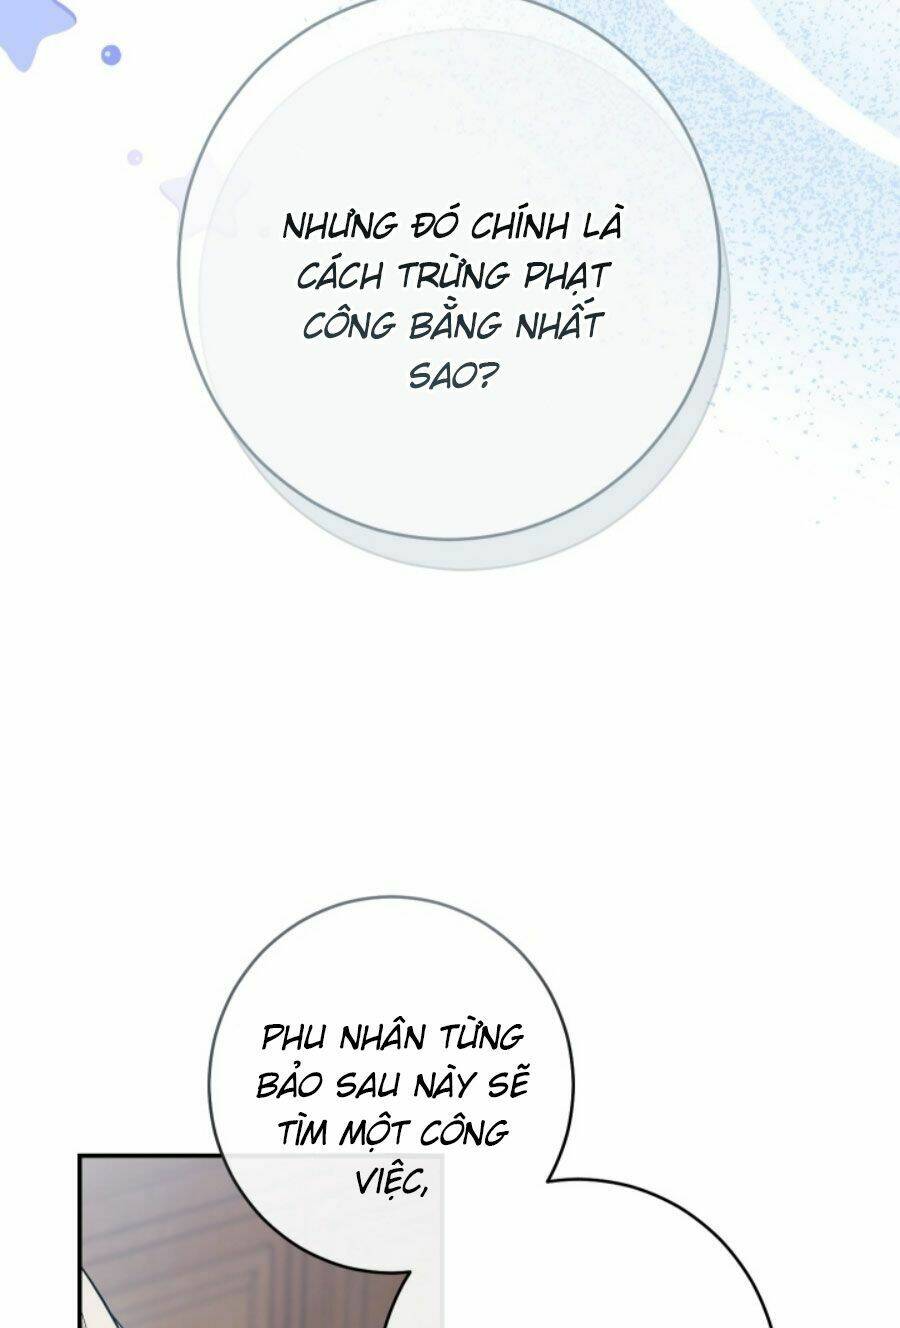 NHƯNG ĐÓ CHÍNH LÀ
CÁCH TRỪNG PHẠT
CÔNG BẰNG NHẤT
SAO?
PHU NHÂN TỪNG
BẢO SAU NÀY SẼ
TÌM MỘT CÔNG
VIỆC,